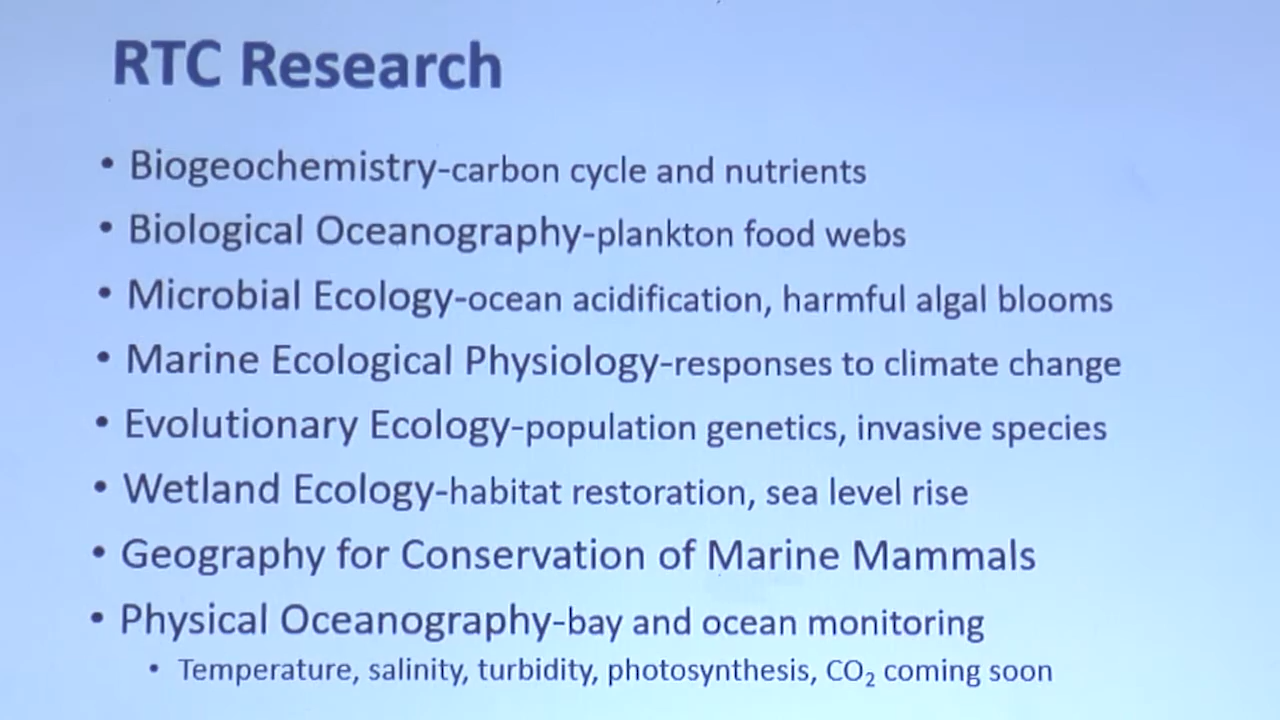 RTC Research
• Biogeochemistry-carbon cycle and nutrients
• Biological Oceanography-plankton food webs
• Microbial Ecology-ocean acidification, harmful algal blooms
• Marine Ecological Physiology-responses to climate change
• Evolutionary Ecology-population genetics, invasive species
• Wetland Ecology-habitat restoration, sea level rise
• Geography for Conservation of Marine Mammals
• Physical Oceanography-bay and ocean monitoring
• Temperature, salinity, turbidity, photosynthesis, CO₂ coming soon